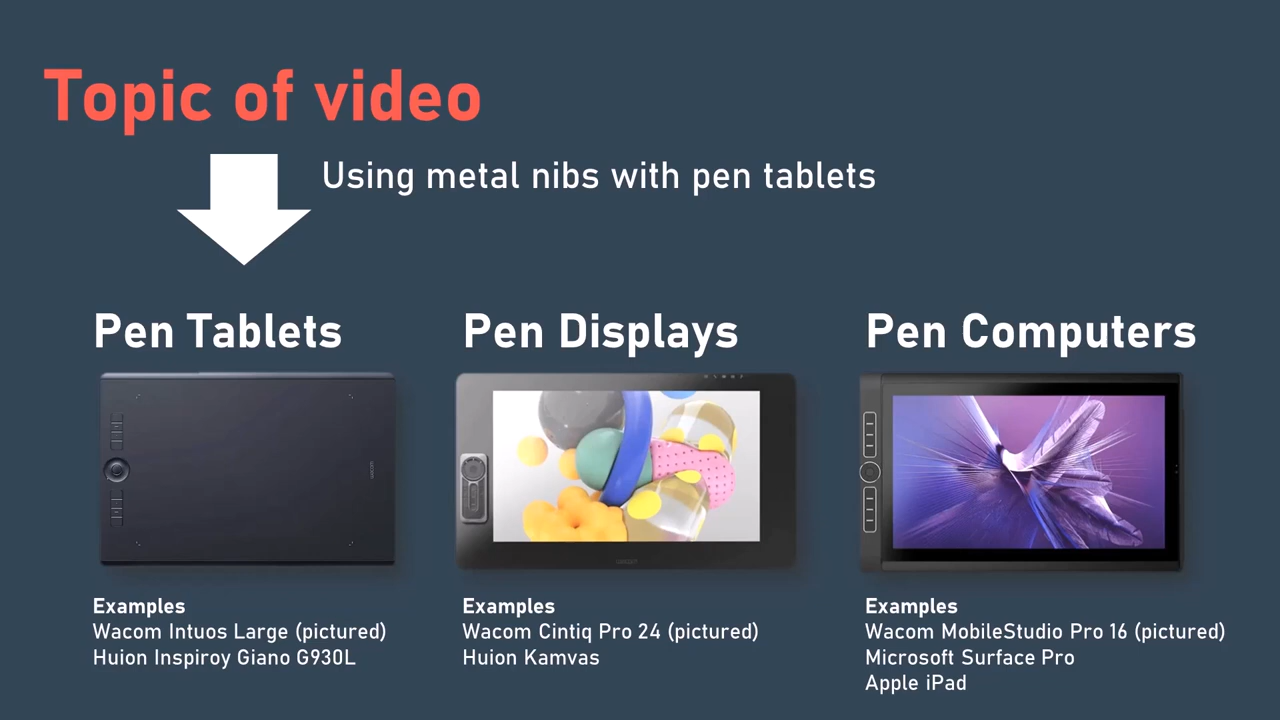 Topic of video
Using metal nibs with pen tablets
Pen Tablets
Pen Displays
Pen Computers
Examples
Wacom Intuos Large (pictured)
Huion Inspiroy Giano G930L
Examples
Wacom Cintiq Pro 24 (pictured)
Huion Kamvas
Examples
Wacom MobileStudio Pro 16 (pictured)
Microsoft Surface Pro
Apple iPad